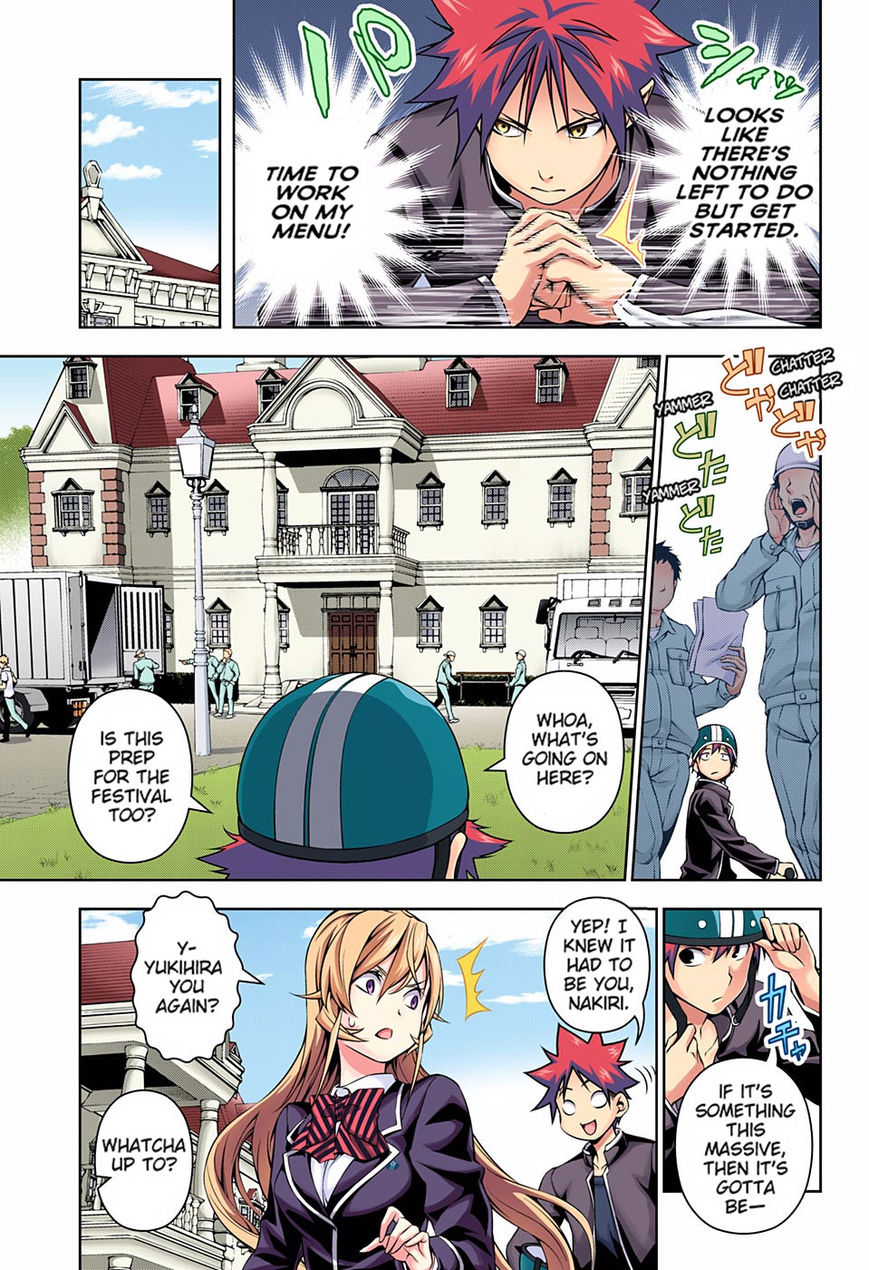 LOOKS
LIKE
THERE'S
NOTHING
LEFT TO DO
BUT GET
STARTED.
TIME TO
WORK
ON MY
MENU!
CHATTER
CHATTER
どやどや
YAMMER
YAMMER
どたどた
WHOA,
WHAT'S
GOING ON
HERE?
IS THIS
PREP
FOR THE
FESTIVAL
TOO?
カチャ
IF IT'S
SOMETHING
THIS
MASSIVE,
THEN IT'S
GOTTA
BE—
YEP! I
KNEW IT
HAD TO
BE YOU,
NAKIRI.
Y-
YUKIHIRA
YOU
AGAIN?
WHATCHA
UP TO?